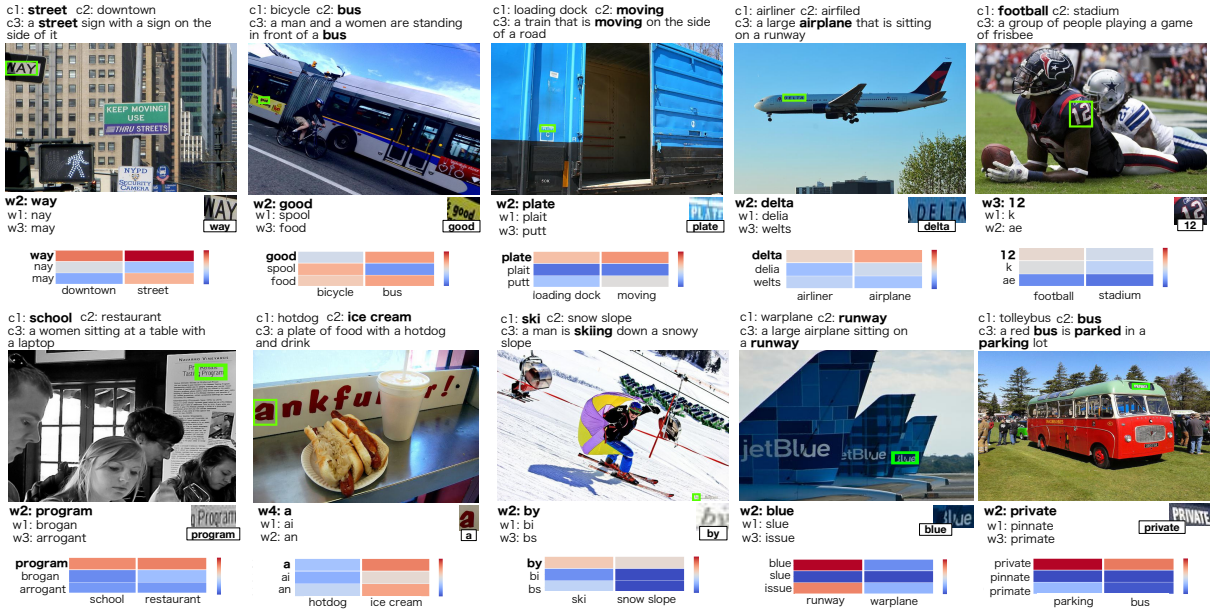 c1: street c2: downtown
c3: a street sign with a sign on the
side of it
WAY
KEEP MOVING!
USE
THRU STREETS
NYPD
SECURITY
CAMERA
w2: way
w1: nay
w3: may
WAY
way
way
nay
may
downtown street
c1: bicycle c2: bus
c3: a man and a women are standing
in front of a bus
w2: good
w1: spool
w3: food
good
good
good
spool
food
bicycle bus
c1: loading dock c2: moving
c3: a train that is moving on the side
of a road
w2: plate
w1: plait
w3: putt
PLATE
plate
plate
plait
putt
loading dock moving
c1: airliner c2: airfiled
c3: a large airplane that is sitting
on a runway
w2: delta
w1: delia
w3: welts
DELTA
delta
delta
delia
welts
airliner airplane
c1: football c2: stadium
c3: a group of people playing a game
of frisbee
12
w3: 12
w1: k
w2: ae
12
12
12
k
ae
football stadium
c1: school c2: restaurant
c3: a women sitting at a table with
a laptop
Program
w2: program
w1: brogan
w3: arrogant
Program
program
program
brogan
arrogant
school restaurant
c1: hotdog c2: ice cream
c3: a plate of food with a hotdog
and drink
ankfu r!
w4: a
w1: ai
w2: an
a
a
a
ai
an
hotdog ice cream
c1: ski c2: snow slope
c3: a man is skiing down a snowy
slope
w2: by
w1: bi
w3: bs
by
by
by
bi
bs
ski snow slope
c1: warplane c2: runway
c3: a large airplane sitting on
a runway
jetBlue
etBlue
blue
w2: blue
w1: slue
w3: issue
blue
blue
blue
slue
issue
runway warplane
c1: tolleybus c2: bus
c3: a red bus is parked in a
parking lot
PRIVATE
w2: private
w1: pinnate
w3: primate
PRIVATE
private
private
pinnate
primate
parking bus